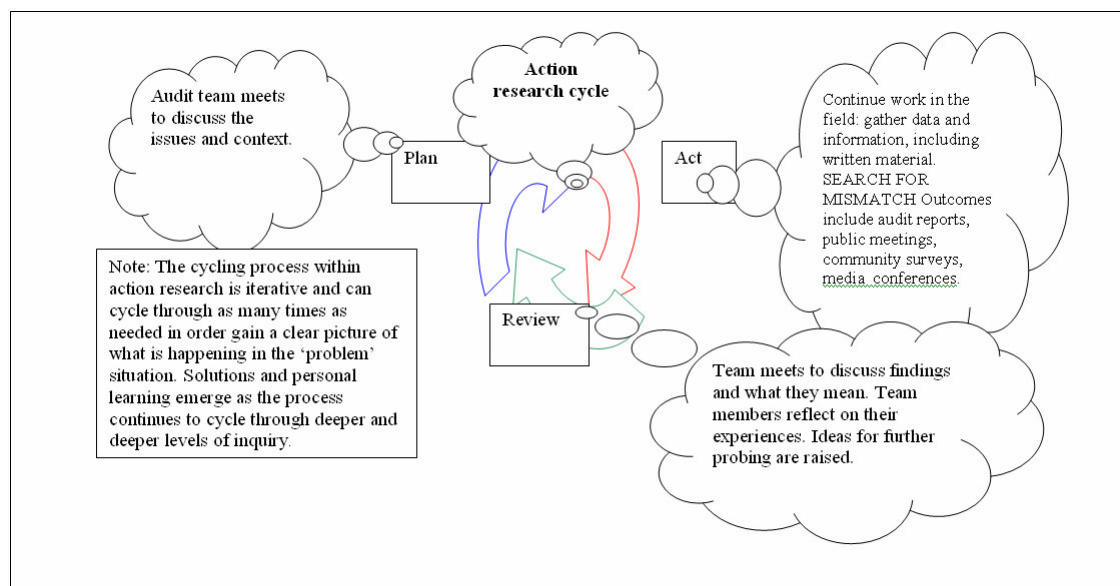 Action
research cycle
Audit team meets
to discuss the
issues and context.
Plan
Act
Continue work in the
field: gather data and
information, including
written material.
SEARCH FOR
MISMATCH Outcomes
include audit reports,
public meetings,
community surveys,
media conferences.
Note: The cycling process within
action research is iterative and can
cycle through as many times as
needed in order gain a clear picture of
what is happening in the ‘problem’
situation. Solutions and personal
learning emerge as the process
continues to cycle through deeper and
deeper levels of inquiry.
Review
Team meets to discuss findings
and what they mean. Team
members reflect on their
experiences. Ideas for further
probing are raised.